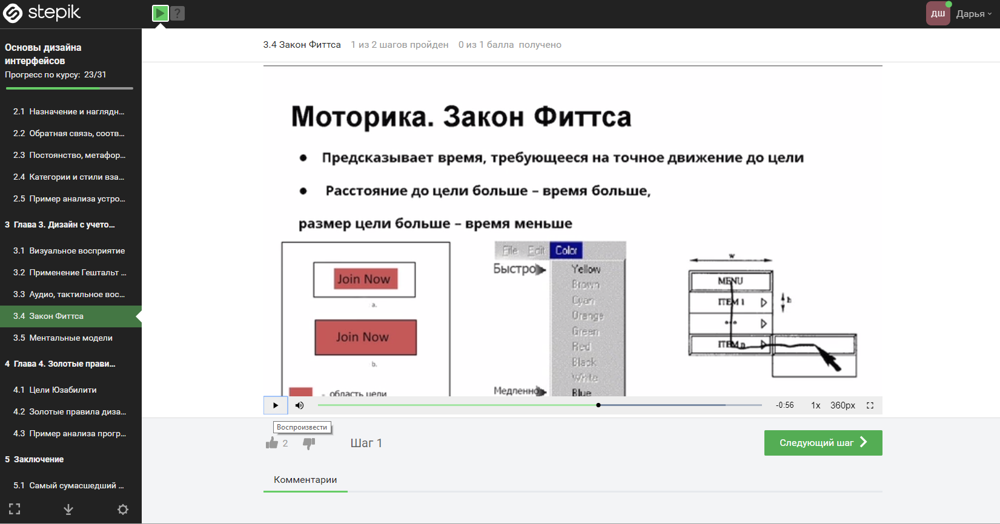 stepik
?
ДШ
Дарья
Основы дизайна
интерфейсов
Прогресс по курсу: 23/31
2.1 Назначение и наглядн...
2.2 Обратная связь, соотв...
2.3 Постоянство, метафор...
2.4 Категории и стили вза...
2.5 Пример анализа устро...
3 Глава 3. Дизайн с учето...
3.1 Визуальное восприятие
3.2 Применение Гештальт ...
3.3 Аудио, тактильное вос...
3.4 Закон Фиттса
3.5 Ментальные модели
4 Глава 4. Золотые прави...
4.1 Цели Юзабилити
4.2 Золотые правила диза...
4.3 Пример анализа прогр...
5 Заключение
5.1 Самый сумасшедший ...
3.4 Закон Фиттса 1 из 2 шагов пройден 0 из 1 балла получено
Моторика. Закон Фиттса
● Предсказывает время, требующееся на точное движение до цели
● Расстояние до цели больше – время больше,
размер цели больше – время меньше
Join Now
a.
Join Now
b.
- область цели
File Edit Color
Быстро
Yellow
Brown
Cyan
Orange
Green
Red
Black
White
Медленно
Blue
w
MENU
ITEM 1
h
•••
ITEM n
-0:56 1x 360px
Воспроизвести
2
Шаг 1
Следующий шаг
Комментарии